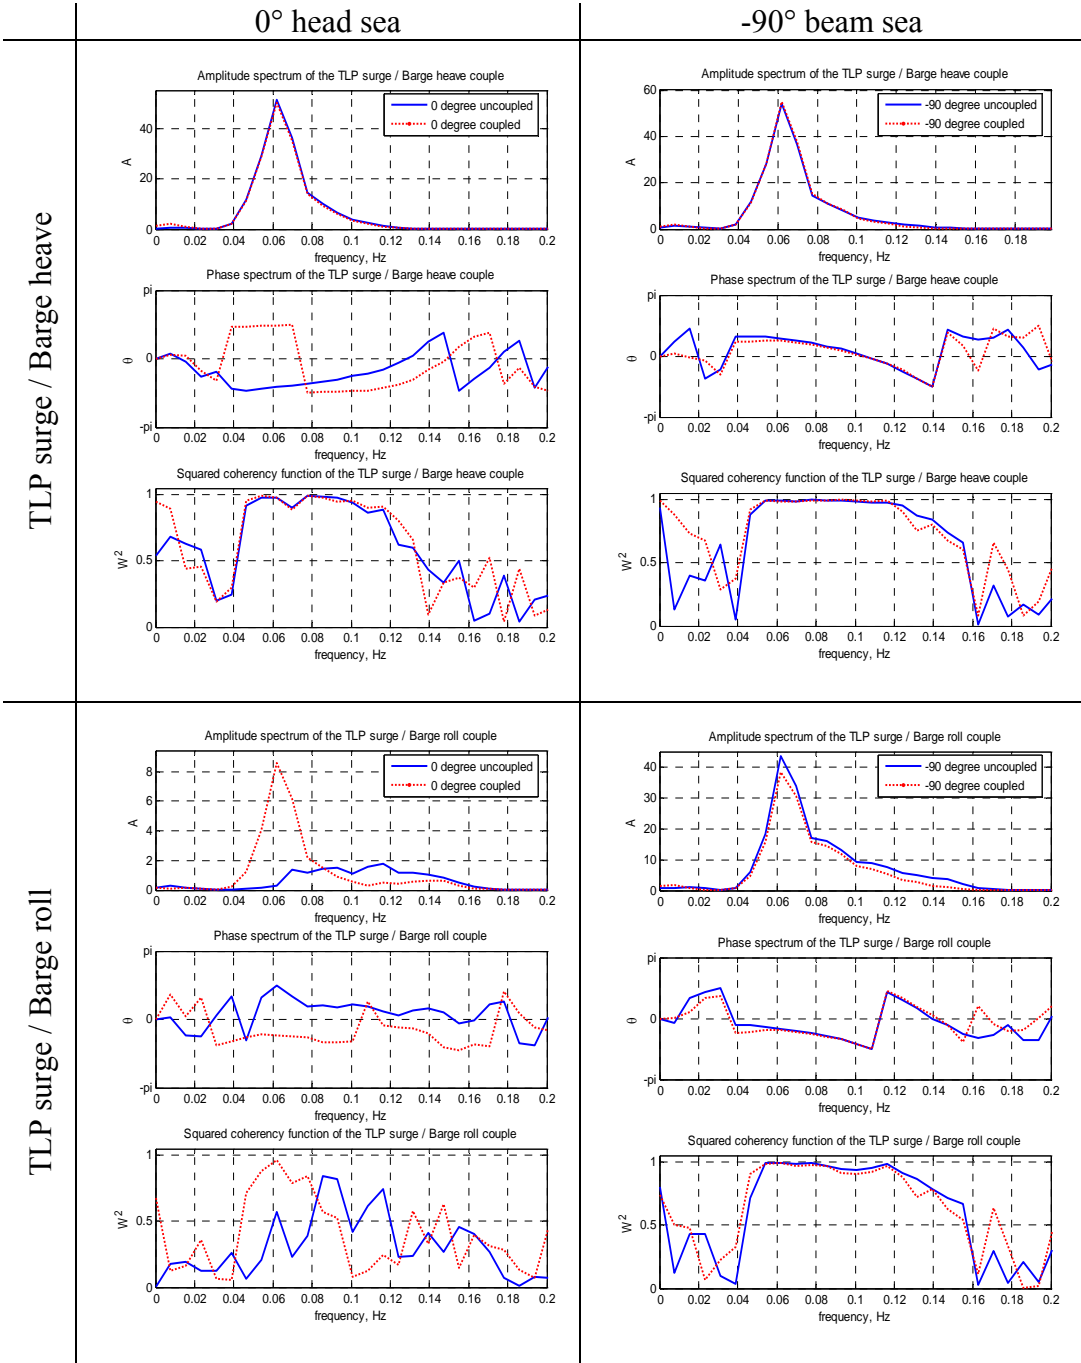 0° head sea
-90° beam sea
TLP surge / Barge heave
Amplitude spectrum of the TLP surge / Barge heave couple
0 degree uncoupled
0 degree coupled
A
40
20
0
0 0.02 0.04 0.06 0.08 0.1 0.12 0.14 0.16 0.18 0.2
frequency, Hz
Phase spectrum of the TLP surge / Barge heave couple
pi
θ
0
-pi
0 0.02 0.04 0.06 0.08 0.1 0.12 0.14 0.16 0.18 0.2
frequency, Hz
Squared coherency function of the TLP surge / Barge heave couple
1
W²
0.5
0
0 0.02 0.04 0.06 0.08 0.1 0.12 0.14 0.16 0.18 0.2
frequency, Hz
Amplitude spectrum of the TLP surge / Barge heave couple
-90 degree uncoupled
-90 degree coupled
60
A
40
20
0
0 0.02 0.04 0.06 0.08 0.1 0.12 0.14 0.16 0.18
frequency, Hz
Phase spectrum of the TLP surge / Barge heave couple
pi
θ
0
-pi
0 0.02 0.04 0.06 0.08 0.1 0.12 0.14 0.16 0.18 0.2
frequency, Hz
Squared coherency function of the TLP surge / Barge heave couple
1
W²
0.5
0
0 0.02 0.04 0.06 0.08 0.1 0.12 0.14 0.16 0.18 0.2
frequency, Hz
TLP surge / Barge roll
Amplitude spectrum of the TLP surge / Barge roll couple
0 degree uncoupled
0 degree coupled
8
6
A
4
2
0
0 0.02 0.04 0.06 0.08 0.1 0.12 0.14 0.16 0.18 0.2
frequency, Hz
Phase spectrum of the TLP surge / Barge roll couple
pi
θ
0
-pi
0 0.02 0.04 0.06 0.08 0.1 0.12 0.14 0.16 0.18 0.2
frequency, Hz
Squared coherency function of the TLP surge / Barge roll couple
1
W²
0.5
0
0 0.02 0.04 0.06 0.08 0.1 0.12 0.14 0.16 0.18 0.2
frequency, Hz
Amplitude spectrum of the TLP surge / Barge roll couple
-90 degree uncoupled
-90 degree coupled
40
30
A
20
10
0
0 0.02 0.04 0.06 0.08 0.1 0.12 0.14 0.16 0.18 0.2
frequency, Hz
Phase spectrum of the TLP surge / Barge roll couple
pi
θ
0
-pi
0 0.02 0.04 0.06 0.08 0.1 0.12 0.14 0.16 0.18 0.2
frequency, Hz
Squared coherency function of the TLP surge / Barge roll couple
1
W²
0.5
0
0 0.02 0.04 0.06 0.08 0.1 0.12 0.14 0.16 0.18 0.2
frequency, Hz